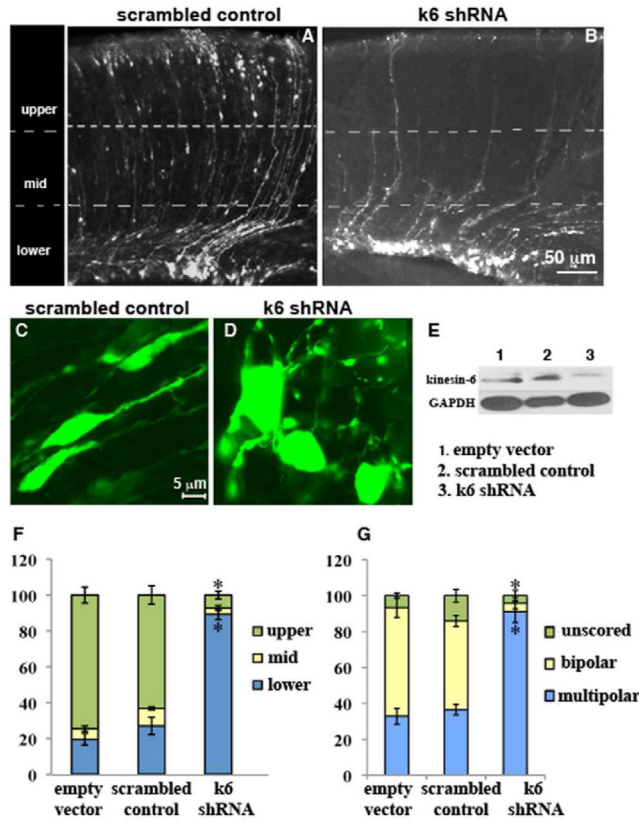 scrambled control k6 shRNA
A B
upper
mid
lower
50 μm
scrambled control k6 shRNA
C D E
1 2 3
kinesin-6
GAPDH
5 μm
1. empty vector
2. scrambled control
3. k6 shRNA
F
120
100
80
60
40
20
0
* *
upper
mid
lower
empty vector
scrambled control
k6 shRNA
G
120
100
80
60
40
20
0
* *
unscored
bipolar
multipolar
empty vector
scrambled control
k6 shRNA